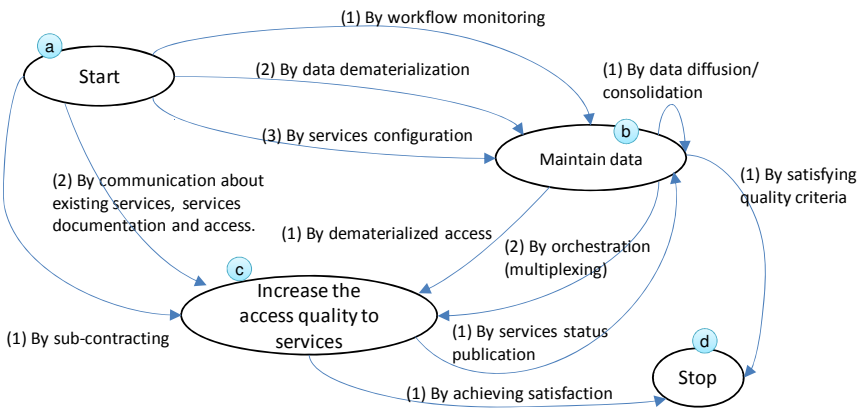 (1) By workflow monitoring
a
Start
(2) By data dematerialization
(1) By data diffusion/
consolidation
(3) By services configuration
b
Maintain data
(2) By communication about
existing services, services
documentation and access.
(1) By satisfying
quality criteria
(1) By dematerialized access
(2) By orchestration
(multiplexing)
c
Increase the
access quality to
services
(1) By sub-contracting
(1) By services status
publication
d
Stop
(1) By achieving satisfaction